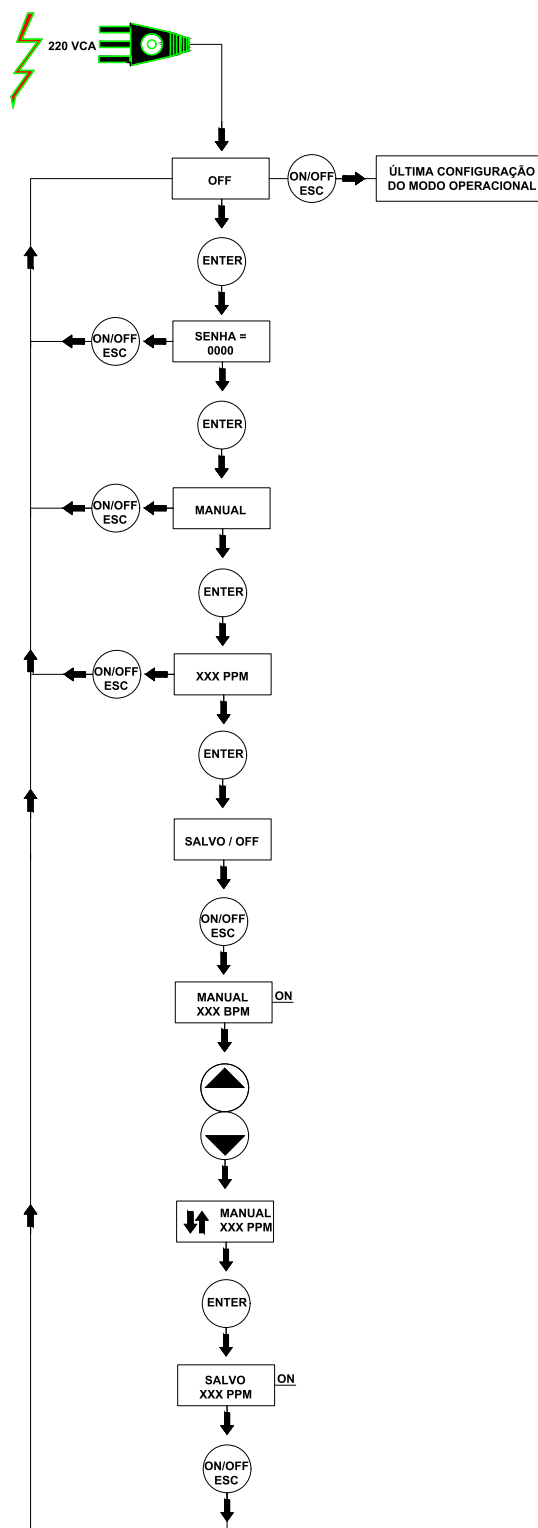 220 VCA
OFF
ON/OFF
ESC
ÚLTIMA CONFIGURAÇÃO
DO MODO OPERACIONAL
ENTER
ON/OFF
ESC
SENHA =
0000
ENTER
ON/OFF
ESC
MANUAL
ENTER
ON/OFF
ESC
XXX PPM
ENTER
SALVO / OFF
ON/OFF
ESC
MANUAL
XXX BPM
ON
MANUAL
XXX PPM
ENTER
SALVO
XXX PPM
ON
ON/OFF
ESC